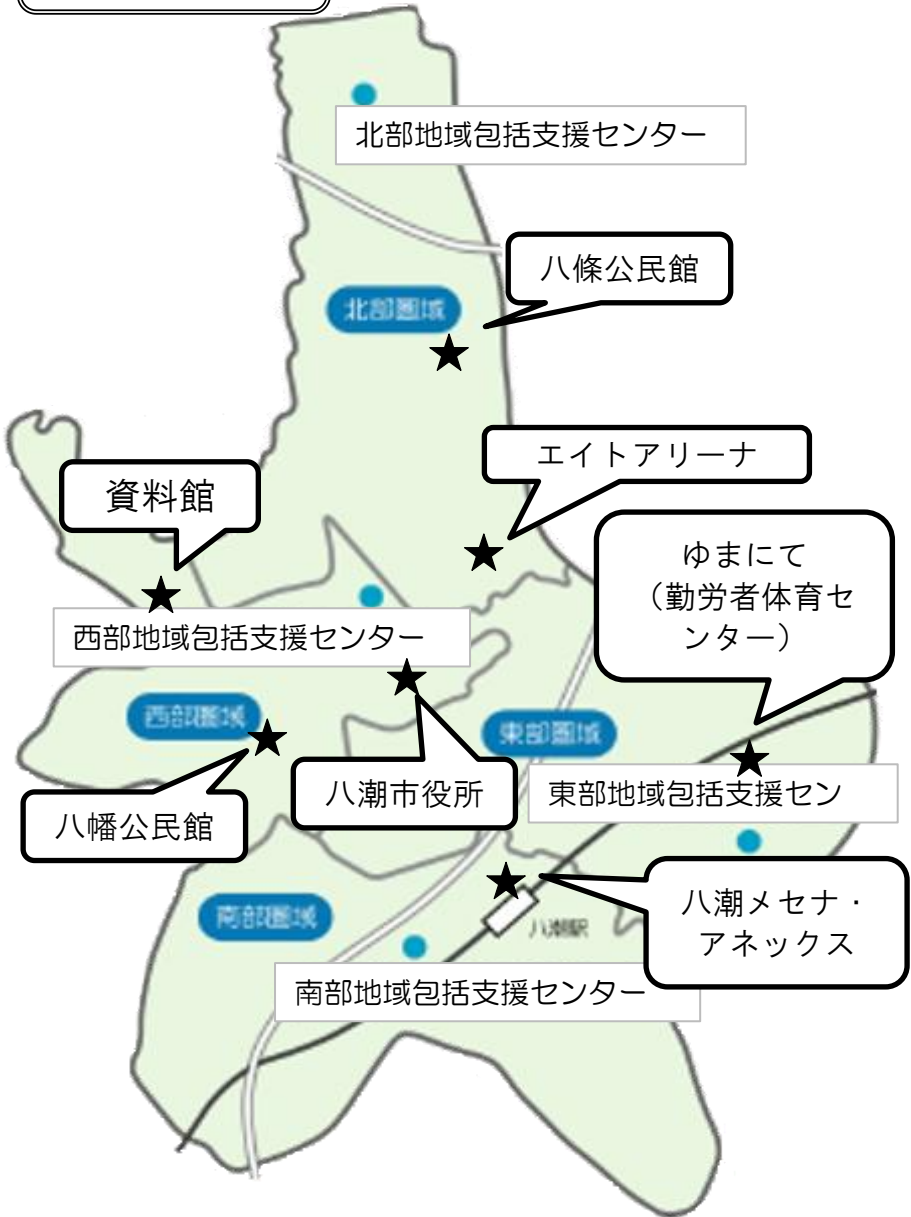 北部地域包括支援センター
八條公民館
北部圏域
エイトアリーナ
資料館
ゆまにて
（勤労者体育セ
ンター）
西部地域包括支援センター
西部圏域
東部圏域
八潮市役所
東部地域包括支援セン
八幡公民館
八潮メセナ・
アネックス
南部圏域
八潮駅
南部地域包括支援センター